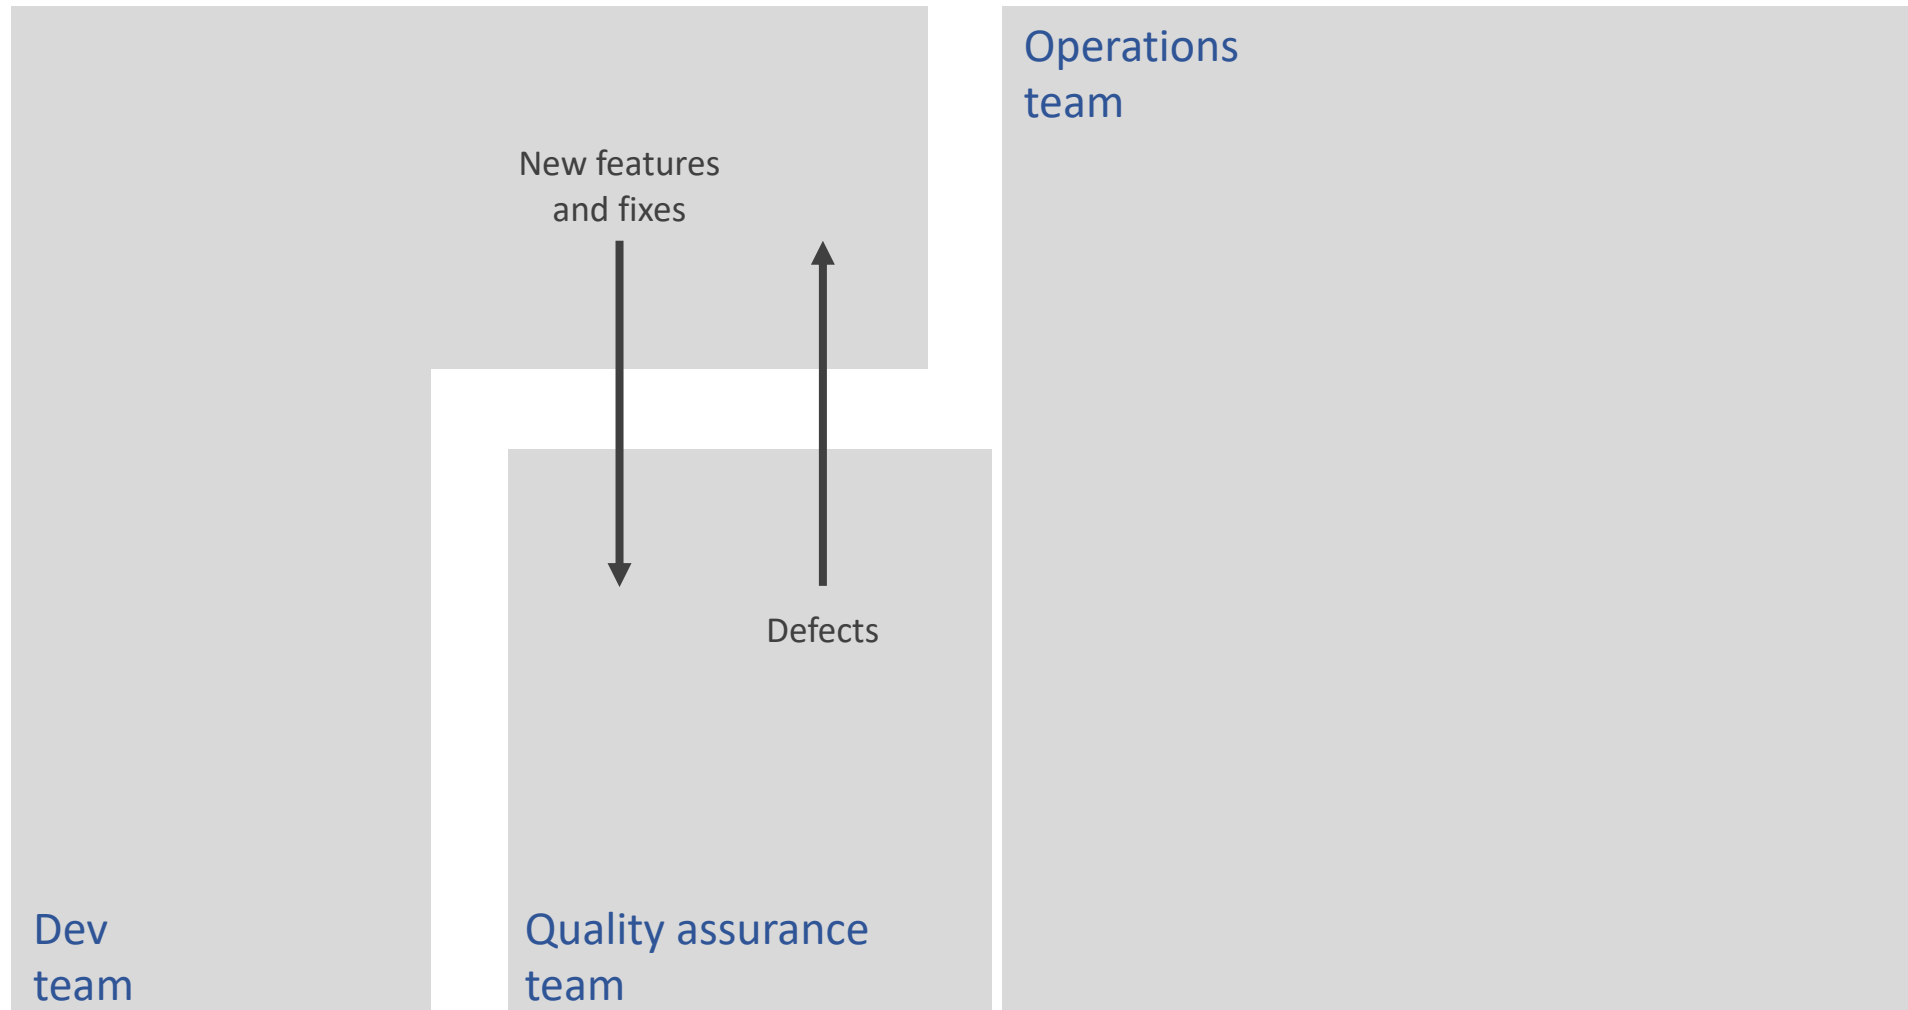 Operations
team
New features
and fixes
Defects
Dev
team
Quality assurance
team